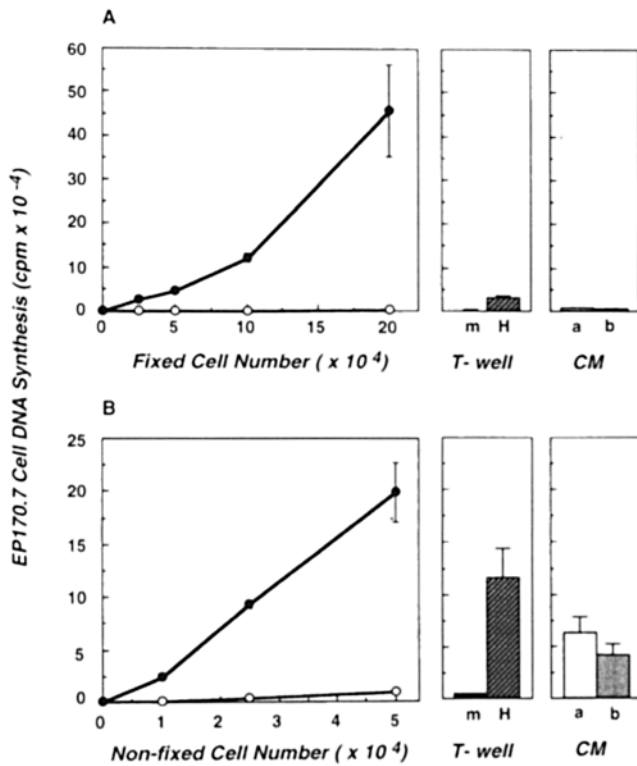 A
EP170.7 Cell DNA Synthesis (cpm x 10 -4)
60
50
40
30
20
10
0
0 5 10 15 20
Fixed Cell Number ( x 10 4)
m H
T- well
a b
CM
B
25
20
15
10
5
0
0 1 2 3 4 5
Non-fixed Cell Number ( x 10 4)
m H
T- well
a b
CM